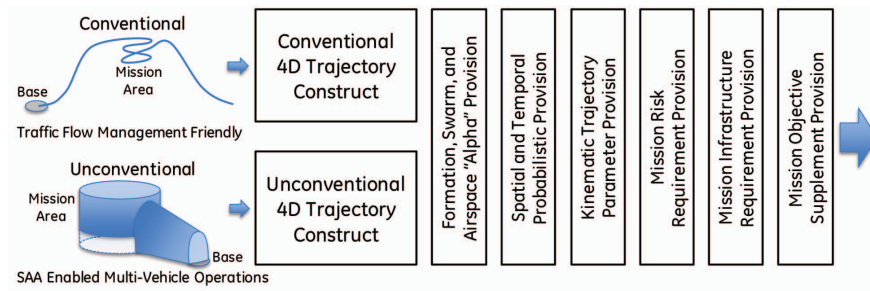 Conventional
Mission
Area
Base
Traffic Flow Management Friendly
Unconventional
Mission
Area
Base
SAA Enabled Multi-Vehicle Operations
Conventional
4D Trajectory
Construct
Unconventional
4D Trajectory
Construct
Formation, Swarm, and
Airspace “Alpha” Provision
Spatial and Temporal
Probabilistic Provision
Kinematic Trajectory
Parameter Provision
Mission Risk
Requirement Provision
Mission Infrastructure
Requirement Provision
Mission Objective
Supplement Provision